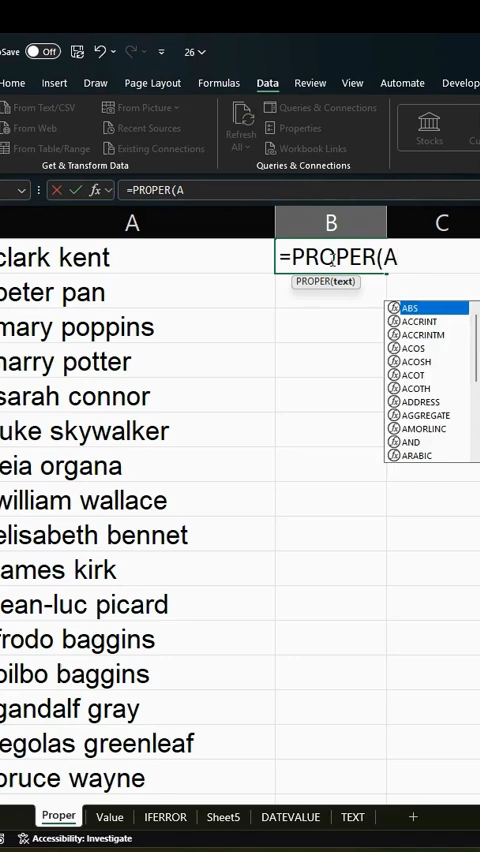 Save Off 26
Home Insert Draw Page Layout Formulas Data Review View Automate Develop
From Text/CSV From Picture Queries & Connections
From Web Recent Sources Refresh All Properties Stocks
From Table/Range Existing Connections Workbook Links
Get & Transform Data Queries & Connections
fx =PROPER(A
A B C
clark kent =PROPER(A
peter pan PROPER(text)
mary poppins
harry potter
sarah connor
luke skywalker
leia organa
william wallace
elisabeth bennet
james kirk
jean-luc picard
frodo baggins
bilbo baggins
gandalf gray
legolas greenleaf
bruce wayne
ABS
ACCRINT
ACCRINTM
ACOS
ACOSH
ACOT
ACOTH
ADDRESS
AGGREGATE
AMORLINC
AND
ARABIC
Proper Value IFERROR Sheet5 DATEVALUE TEXT +
Accessibility: Investigate